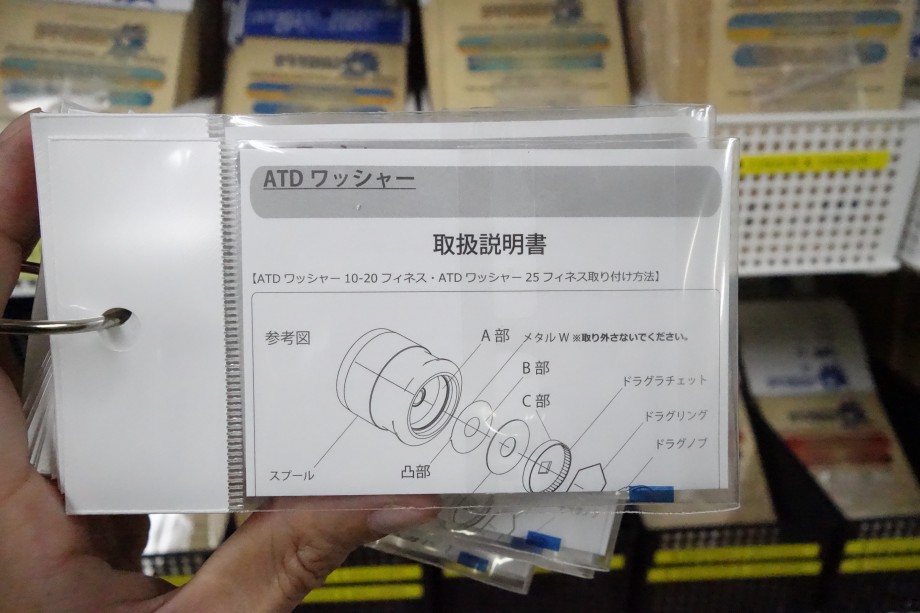 ATD ワッシャー
取扱説明書
【ATD ワッシャー 10-20 フィネス・ATD ワッシャー 25 フィネス取り付け方法】
参考図
A 部
メタル W ※取り外さないでください。
B 部
C 部
ドラグラチェット
ドラグリング
ドラグノブ
凸部
スプール